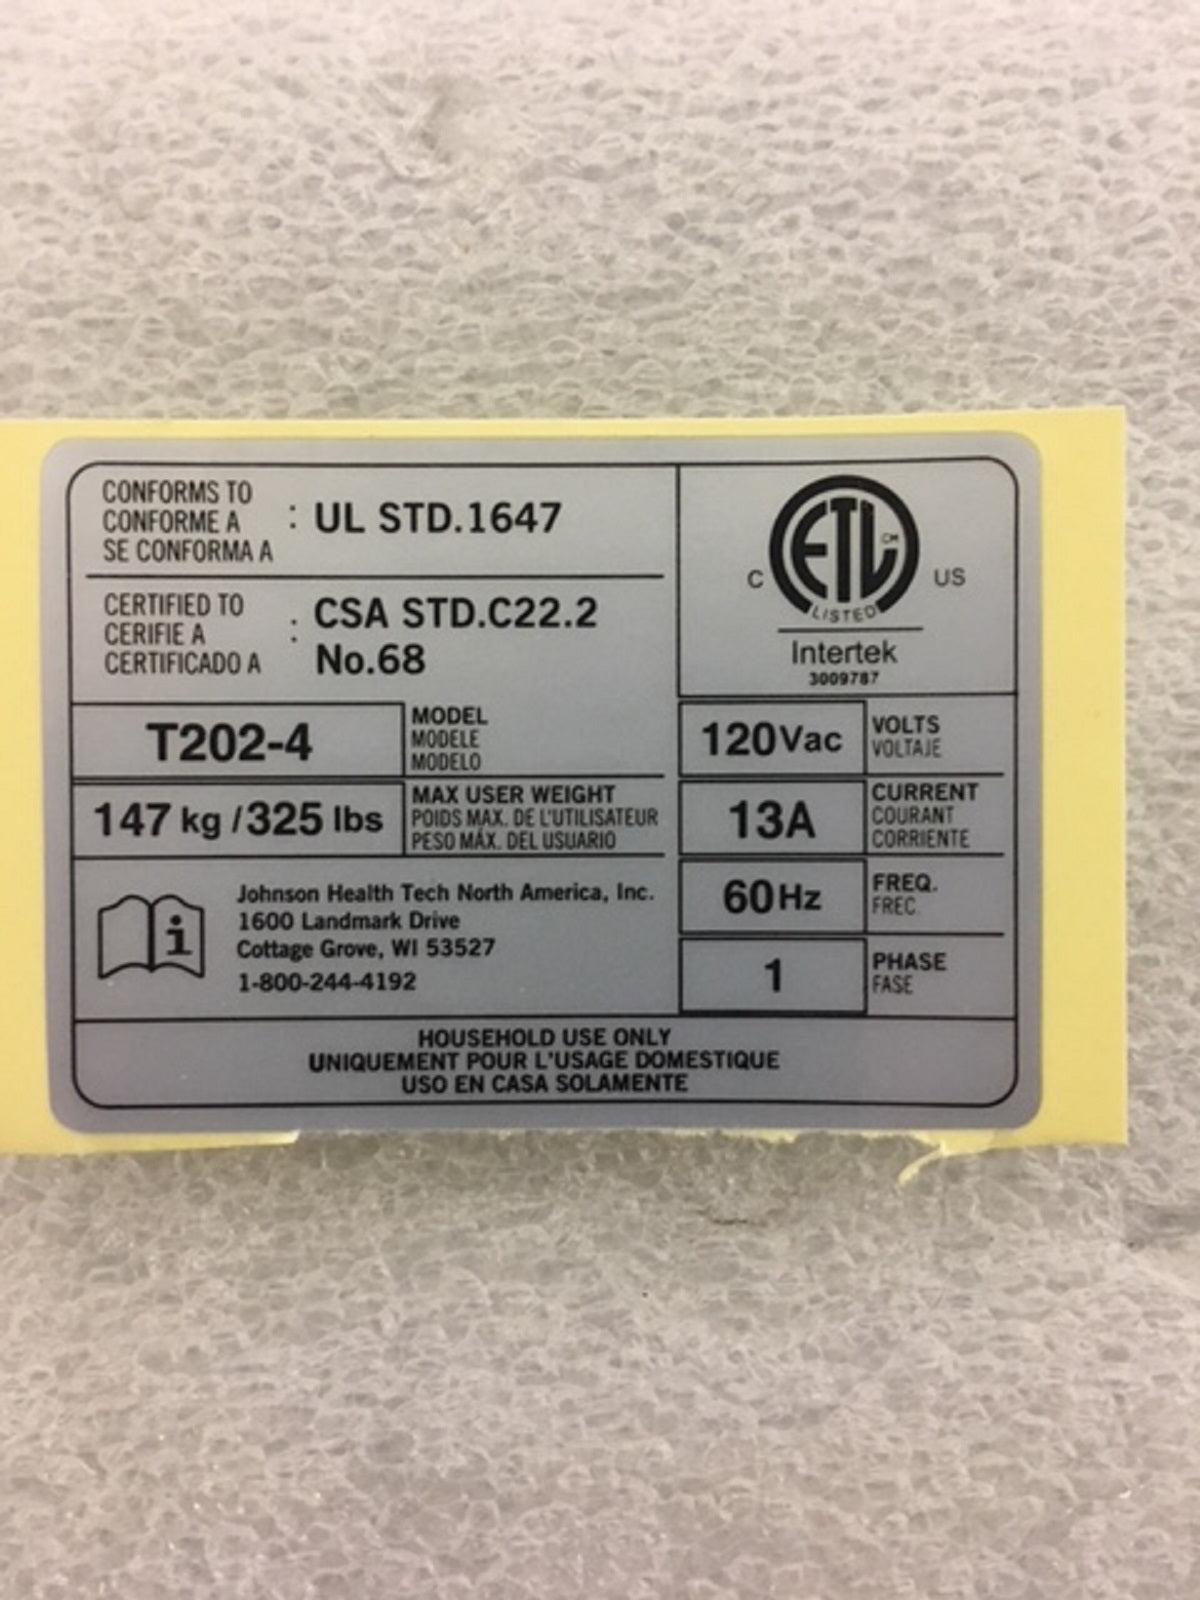 CONFORMS TO
CONFORME A : UL STD.1647
SE CONFORMA A
CERTIFIED TO
CERIFIE A : CSA STD.C22.2
CERTIFICADO A : No.68
ETL CM
C US
LISTED
Intertek
3009787
T202-4 MODEL
MODELE
MODELO
147 kg /325 lbs MAX USER WEIGHT
POIDS MAX. DE L'UTILISATEUR
PESO MÁX. DEL USUARIO
120Vac VOLTS
VOLTAJE
13A CURRENT
COURANT
CORRIENTE
60Hz FREQ.
FREC.
1 PHASE
FASE
i
Johnson Health Tech North America, Inc.
1600 Landmark Drive
Cottage Grove, WI 53527
1-800-244-4192
HOUSEHOLD USE ONLY
UNIQUEMENT POUR L'USAGE DOMESTIQUE
USO EN CASA SOLAMENTE